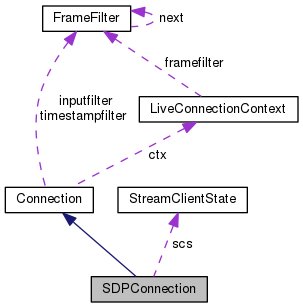 FrameFilter
next
framefilter
inputfilter
timestampfilter
LiveConnectionContext
ctx
Connection
StreamClientState
scs
SDPConnection